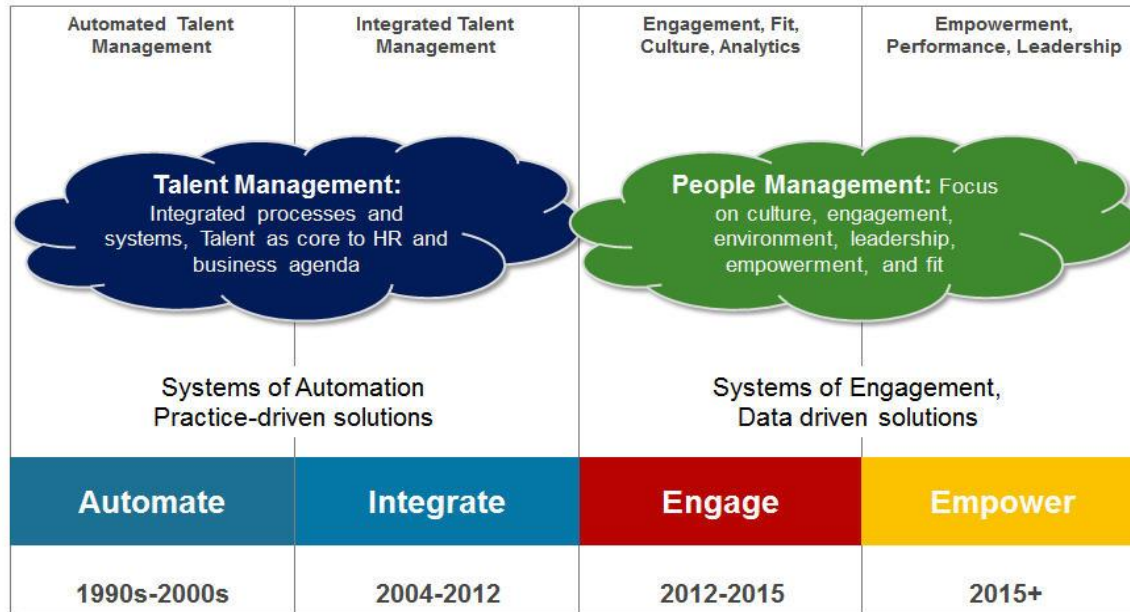 Automated Talent
Management
Integrated Talent
Management
Engagement, Fit,
Culture, Analytics
Empowerment,
Performance, Leadership
Talent Management:
Integrated processes and
systems, Talent as core to HR and
business agenda
People Management: Focus
on culture, engagement,
environment, leadership,
empowerment, and fit
Systems of Automation
Practice-driven solutions
Systems of Engagement,
Data driven solutions
Automate
Integrate
Engage
Empower
1990s-2000s
2004-2012
2012-2015
2015+